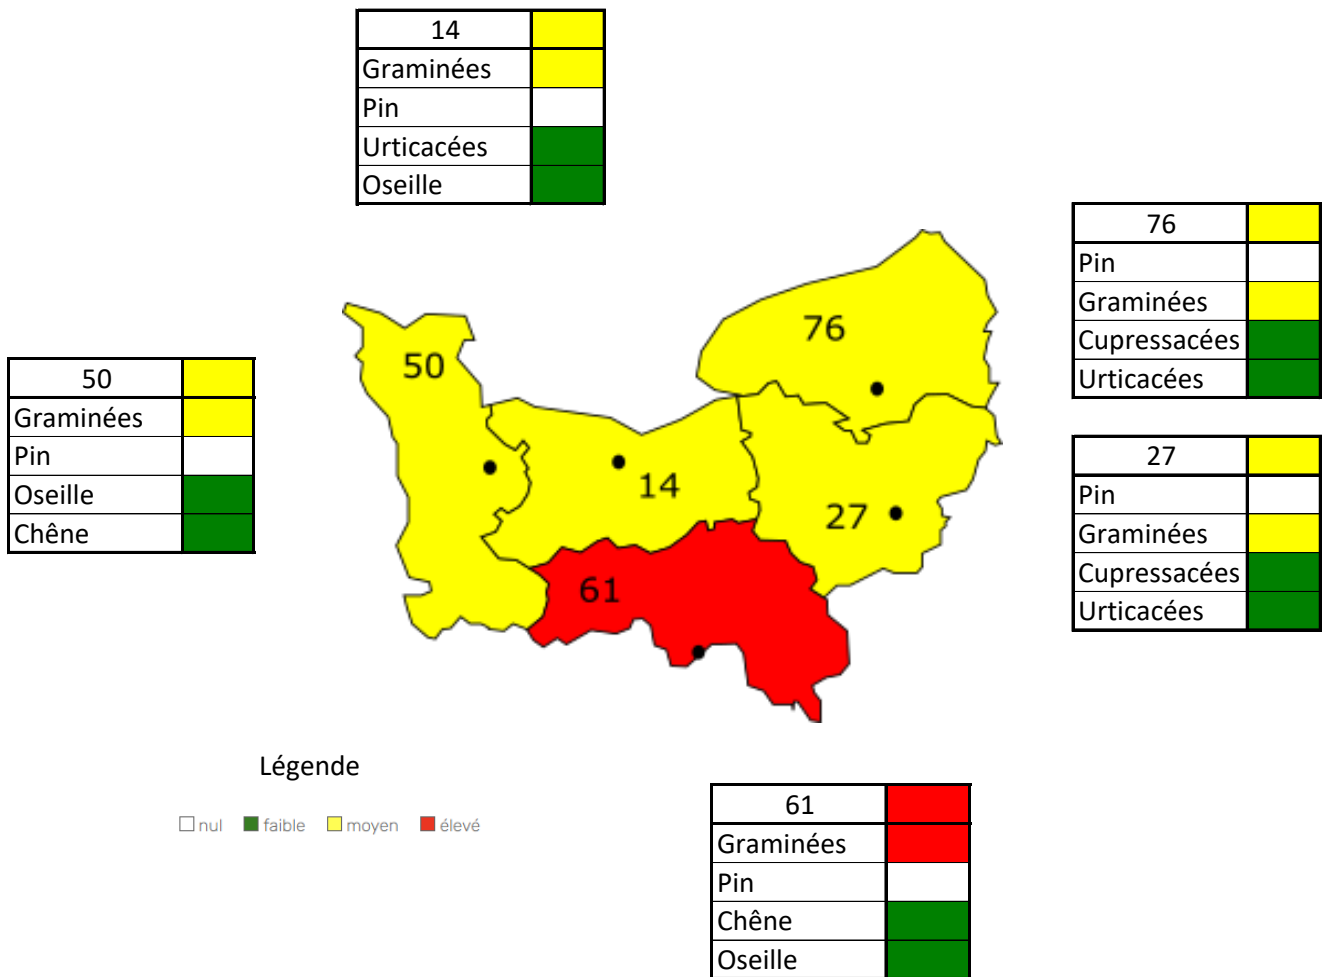 14
Graminées
Pin
Urticacées
Oseille
76
Pin
Graminées
Cupressacées
Urticacées
50
Graminées
Pin
Oseille
Chêne
27
Pin
Graminées
Cupressacées
Urticacées
76
50
14
27
61
Légende
nul faible moyen élevé
61
Graminées
Pin
Chêne
Oseille